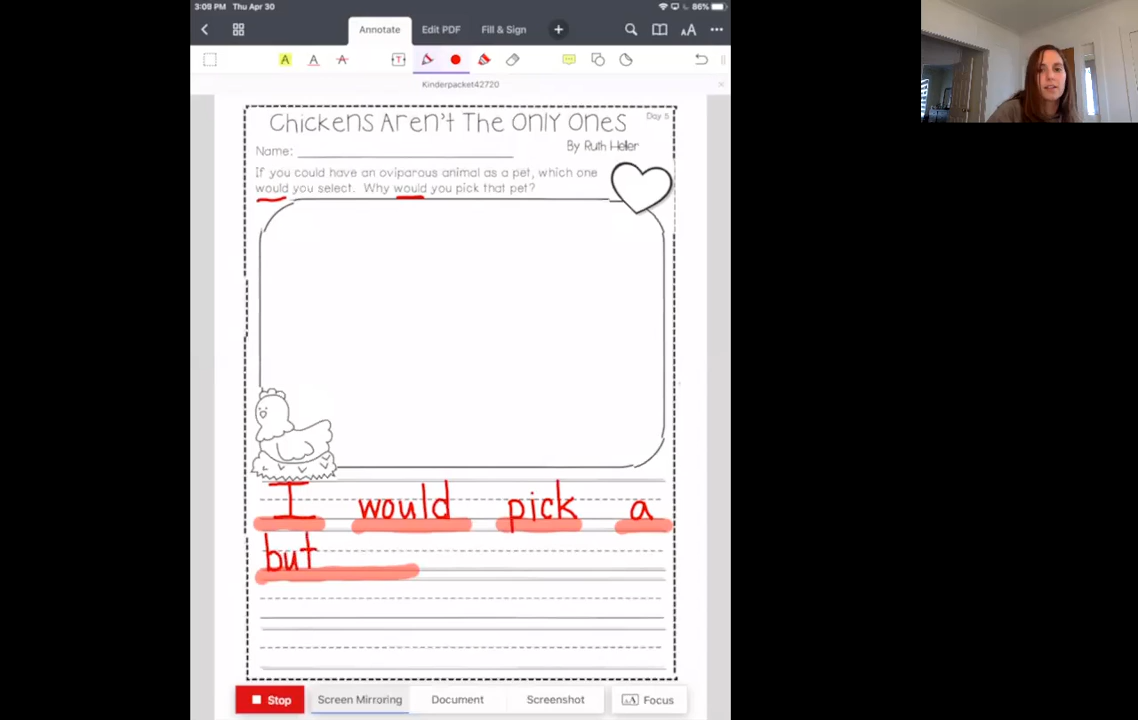 3:09 PM Thu Apr 30
86%
Annotate Edit PDF Fill & Sign
Kinderpacket42720
Chickens Aren't The Only Ones
Day 5
By Ruth Heller
Name:
If you could have an oviparous animal as a pet, which one
would you select. Why would you pick that pet?
I would pick a
but
Stop Screen Mirroring Document Screenshot Focus